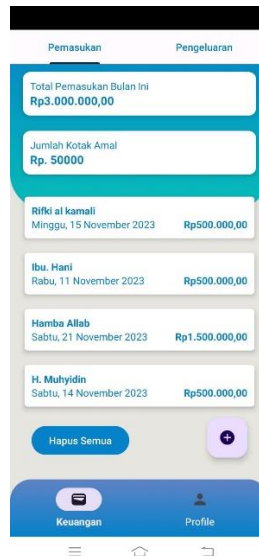 Pemasukan
Pengeluaran
Total Pemasukan Bulan Ini
Rp3.000.000,00
Jumlah Kotak Amal
Rp. 50000
Rifki al kamali
Minggu, 15 November 2023
Rp500.000,00
Ibu. Hani
Rabu, 11 November 2023
Rp500.000,00
Hamba Allab
Sabtu, 21 November 2023
Rp1.500.000,00
H. Muhyidin
Sabtu, 14 November 2023
Rp500.000,00
Hapus Semua
Keuangan
Profile